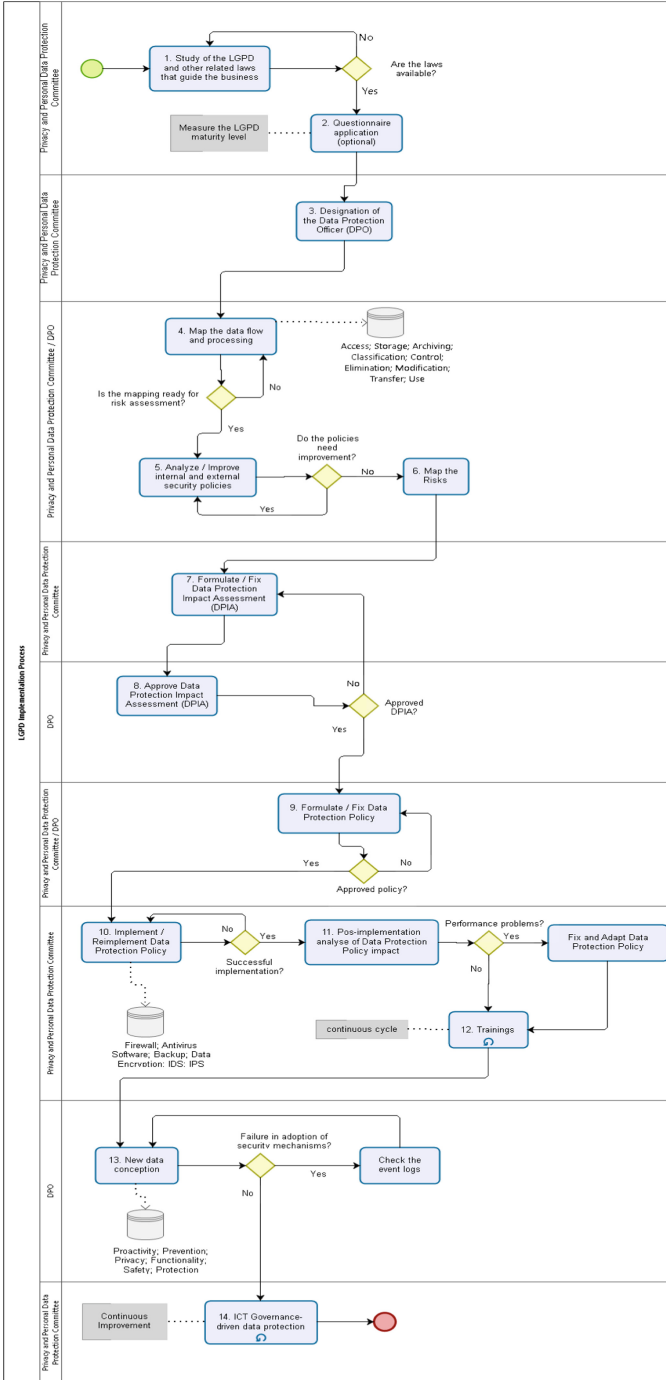 LGPD Implementation Process
Privacy and Personal Data Protection
Committee
No
1. Study of the LGPD
and other related laws
that guide the business
Are the laws
available?
Yes
Measure the LGPD
maturity level
2. Questionnaire
application
(optional)
Privacy and Personal Data
Protection Committee
3. Designation of
the Data Protection
Officer (DPO)
Privacy and Personal Data Protection Committee / DPO
4. Map the data flow
and processing
Access; Storage; Archiving;
Classification; Control;
Elimination; Modification;
Transfer; Use
Is the mapping ready for
risk assessment?
No
Yes
Do the policies
need
improvement?
5. Analyze / Improve
internal and external
security policies
No
6. Map the
Risks
Yes
Privacy and Personal Data Protection
Committee
7. Formulate / Fix
Data Protection
Impact Assessment
(DPIA)
DPO
8. Approve Data
Protection Impact
Assessment (DPIA)
No
Approved
DPIA?
Yes
Privacy and Personal Data Protection
Committee / DPO
9. Formulate / Fix Data
Protection Policy
Yes
No
Approved policy?
Privacy and Personal Data Protection Committee
10. Implement /
Reimplement Data
Protection Policy
No
Yes
Successful
implementation?
11. Pos-implementation
analyse of Data Protection
Policy impact
Performance problems?
Yes
No
Fix and Adapt Data
Protection Policy
Firewall; Antivirus
Software; Backup; Data
Encryption; IDS; IPS
continuous cycle
12. Trainings
DPO
13. New data
conception
Failure in adoption of
security mechanisms?
Yes
No
Check the
event logs
Proactivity; Prevention;
Privacy; Functionality;
Safety; Protection
Privacy and Personal Data
Protection Committee
Continuous
Improvement
14. ICT Governance-
driven data protection